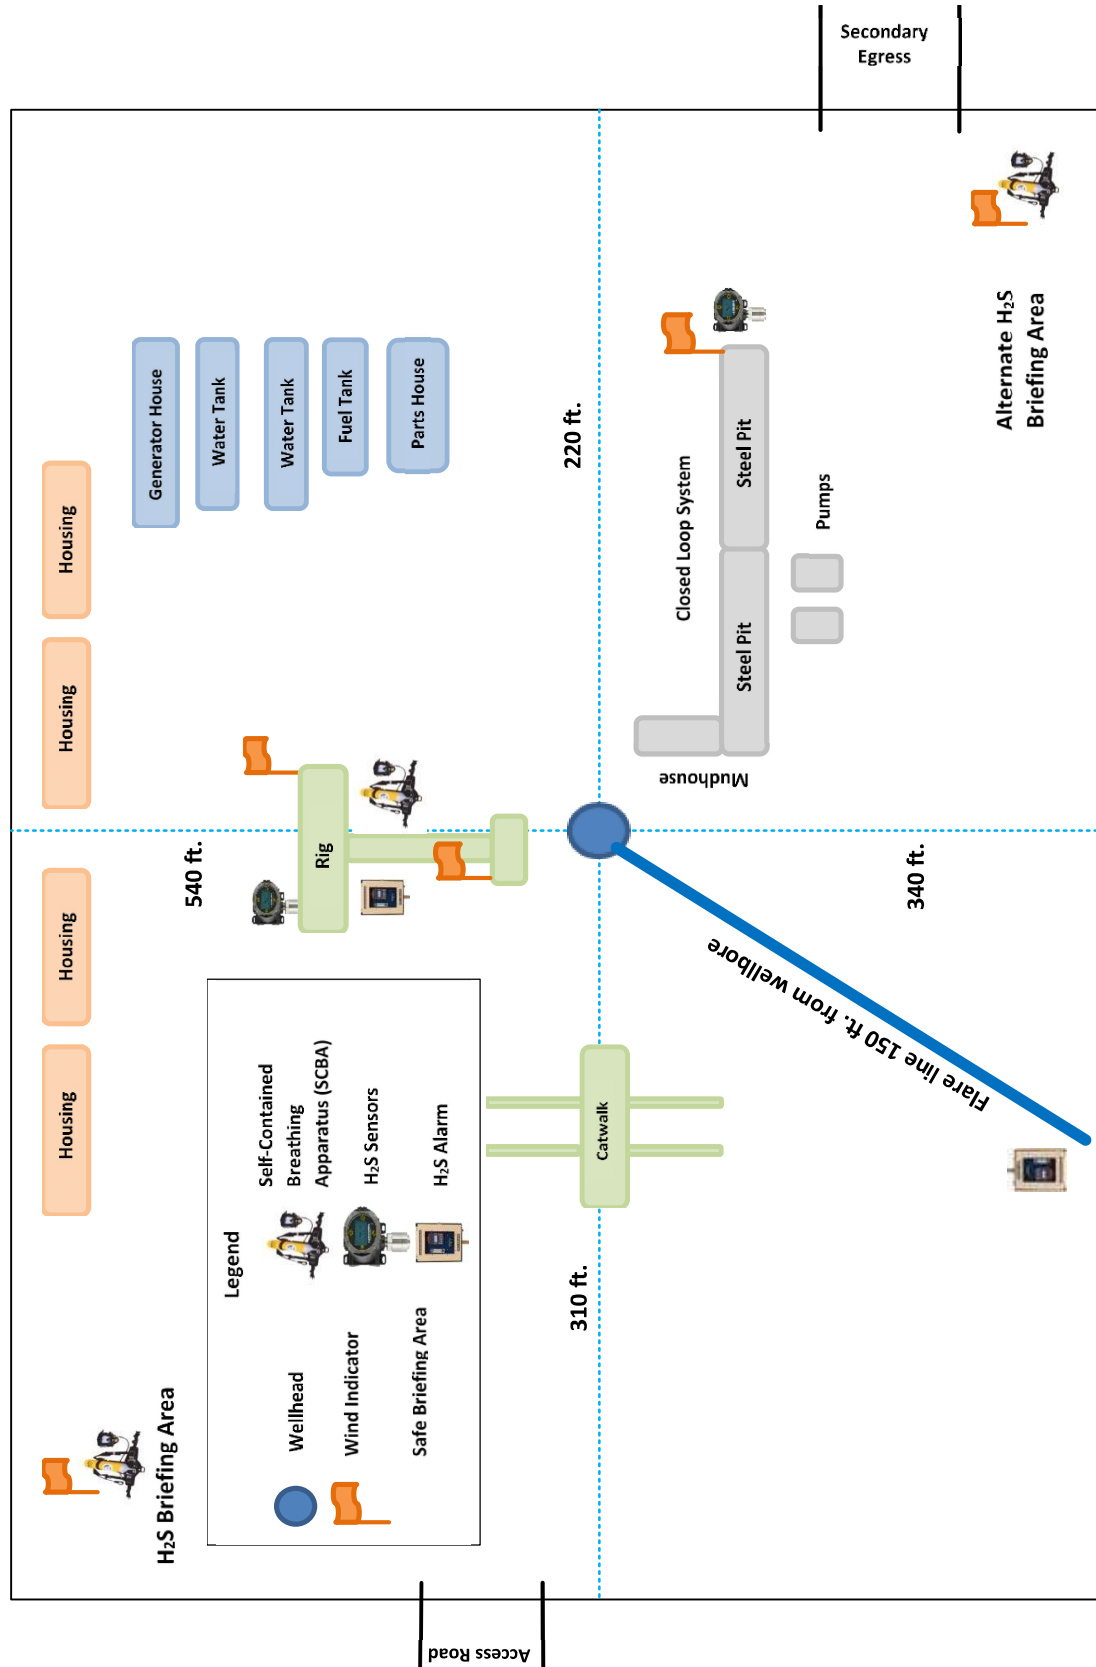 Secondary
Egress
Housing
Housing
Housing
Housing
Generator House
Water Tank
Water Tank
Fuel Tank
Parts House
220 ft.
540 ft.
Rig
Closed Loop System
Steel Pit
Steel Pit
Pumps
Mudhouse
Alternate H₂S
Briefing Area
340 ft.
Flare line 150 ft. from wellbore
Catwalk
310 ft.
Legend
Wellhead
Wind Indicator
Safe Briefing Area
Self-Contained
Breathing
Apparatus (SCBA)
H₂S Sensors
H₂S Alarm
H₂S Briefing Area
Access Road